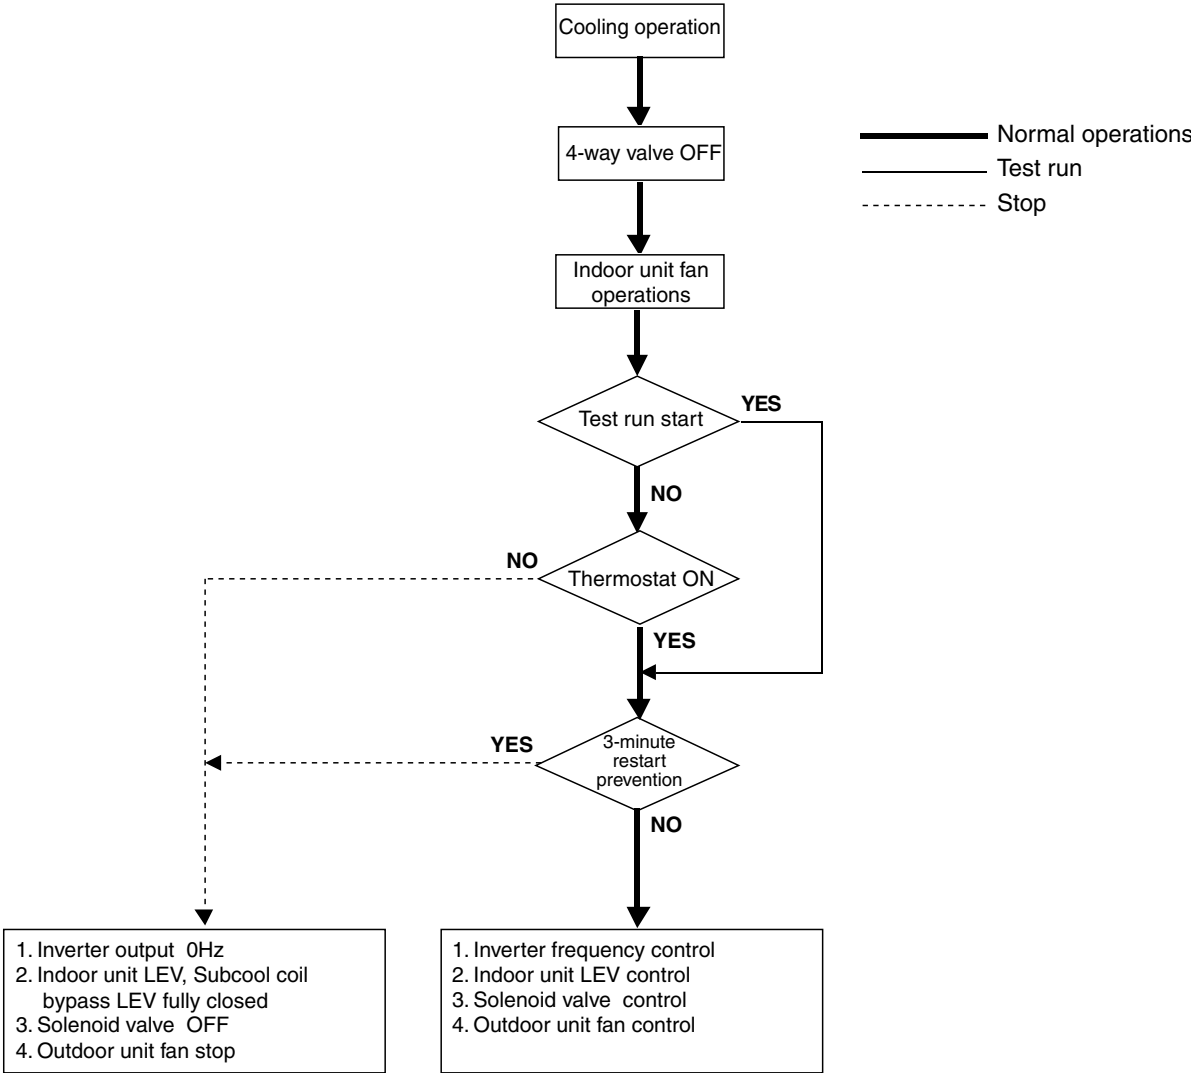 Cooling operation
4-way valve OFF
Normal operations
Test run
Stop
Indoor unit fan
operations
Test run start
YES
NO
Thermostat ON
NO
YES
3-minute
restart
prevention
YES
NO
1. Inverter output 0Hz
2. Indoor unit LEV, Subcool coil
bypass LEV fully closed
3. Solenoid valve OFF
4. Outdoor unit fan stop
1. Inverter frequency control
2. Indoor unit LEV control
3. Solenoid valve control
4. Outdoor unit fan control